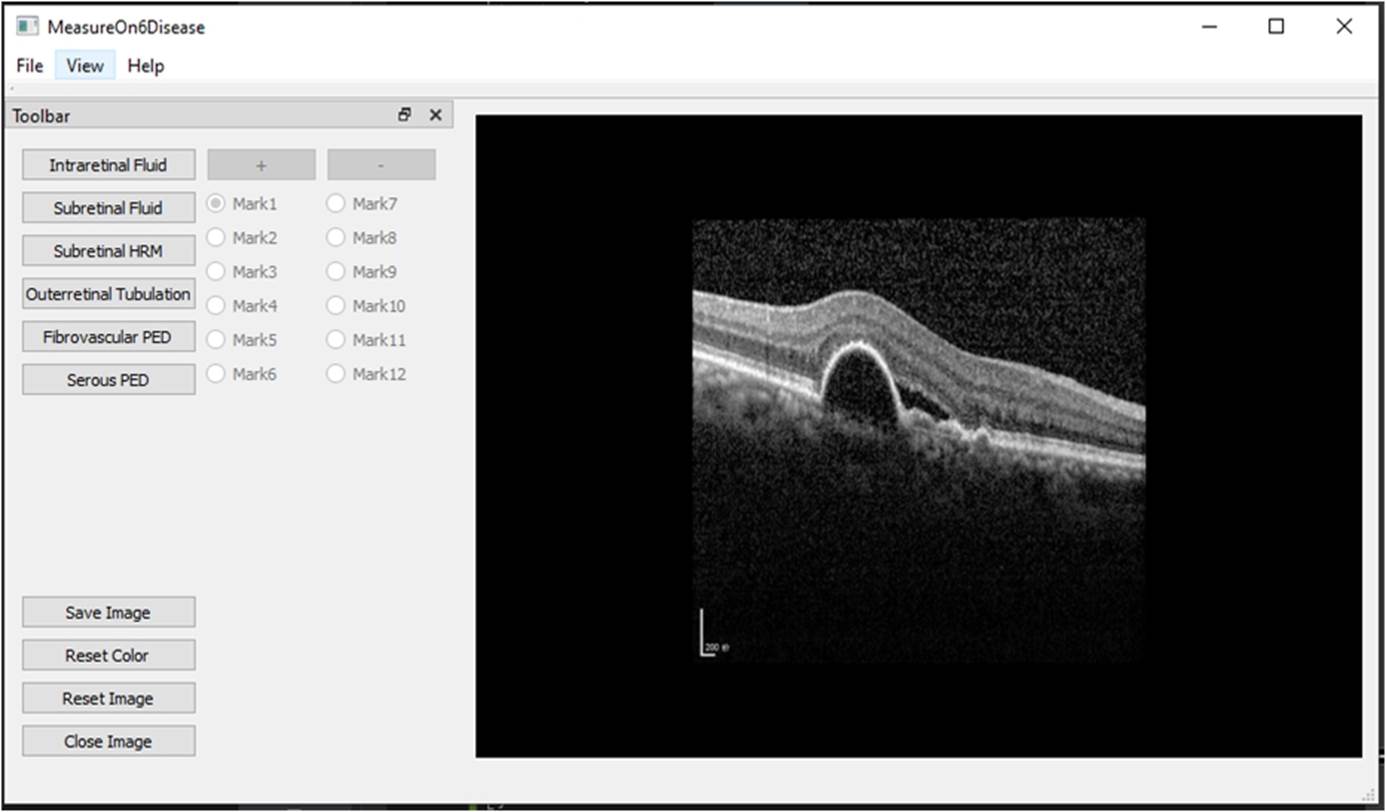 MeasureOn6Disease
File View Help
Toolbar
Intraretinal Fluid + -
Subretinal Fluid Mark1 Mark7
Subretinal HRM Mark2 Mark8
Mark3 Mark9
Outerretinal Tubulation Mark4 Mark10
Fibrovascular PED Mark5 Mark11
Serous PED Mark6 Mark12
Save Image
Reset Color
Reset Image
Close Image
200